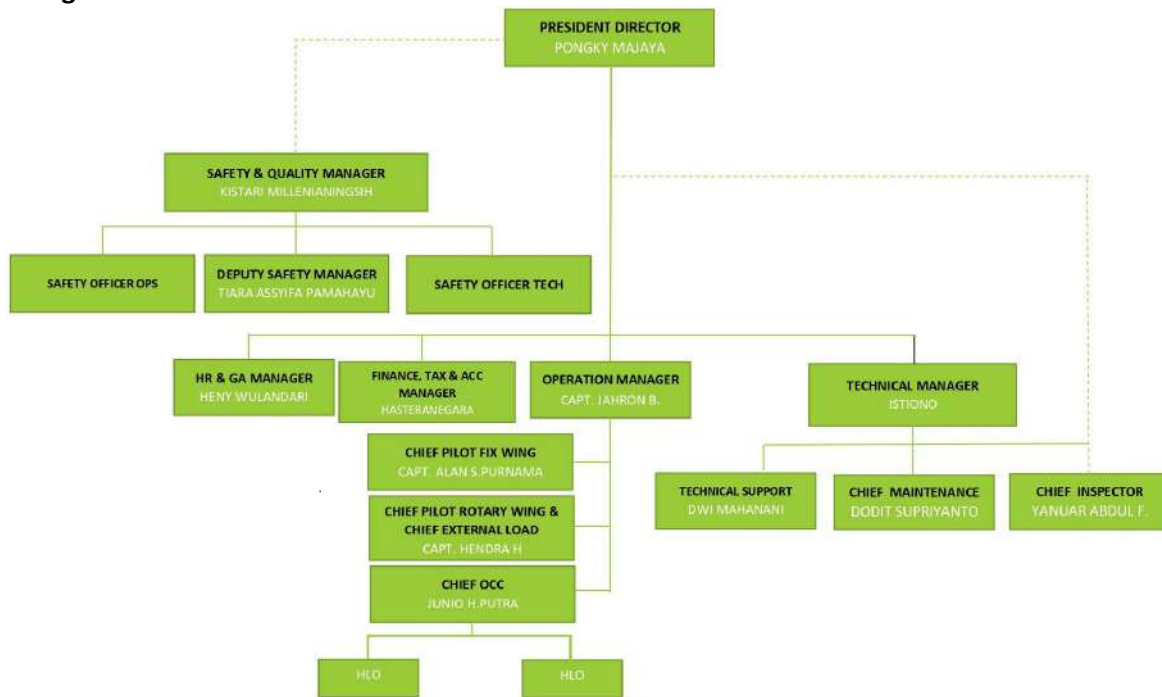 PRESIDENT DIRECTOR
PONGKY MAJAYA
SAFETY & QUALITY MANAGER
KISTARI MILLENIANINGSIH
SAFETY OFFICER OPS
DEPUTY SAFETY MANAGER
TIARA ASSYIFA PAMAHAYU
SAFETY OFFICER TECH
HR & GA MANAGER
HENY WULANDARI
FINANCE, TAX & ACC
MANAGER
HASTERANEGARA
OPERATION MANAGER
CAPT. JAHRON B.
TECHNICAL MANAGER
ISTIONO
CHIEF PILOT FIX WING
CAPT. ALAN S.PURNAMA
CHIEF PILOT ROTARY WING &
CHIEF EXTERNAL LOAD
CAPT. HENDRA H
CHIEF OCC
JUNIO H.PUTRA
HLO
HLO
TECHNICAL SUPPORT
DWI MAHANANI
CHIEF MAINTENANCE
DODIT SUPRIYANTO
CHIEF INSPECTOR
YANUAR ABDUL F.